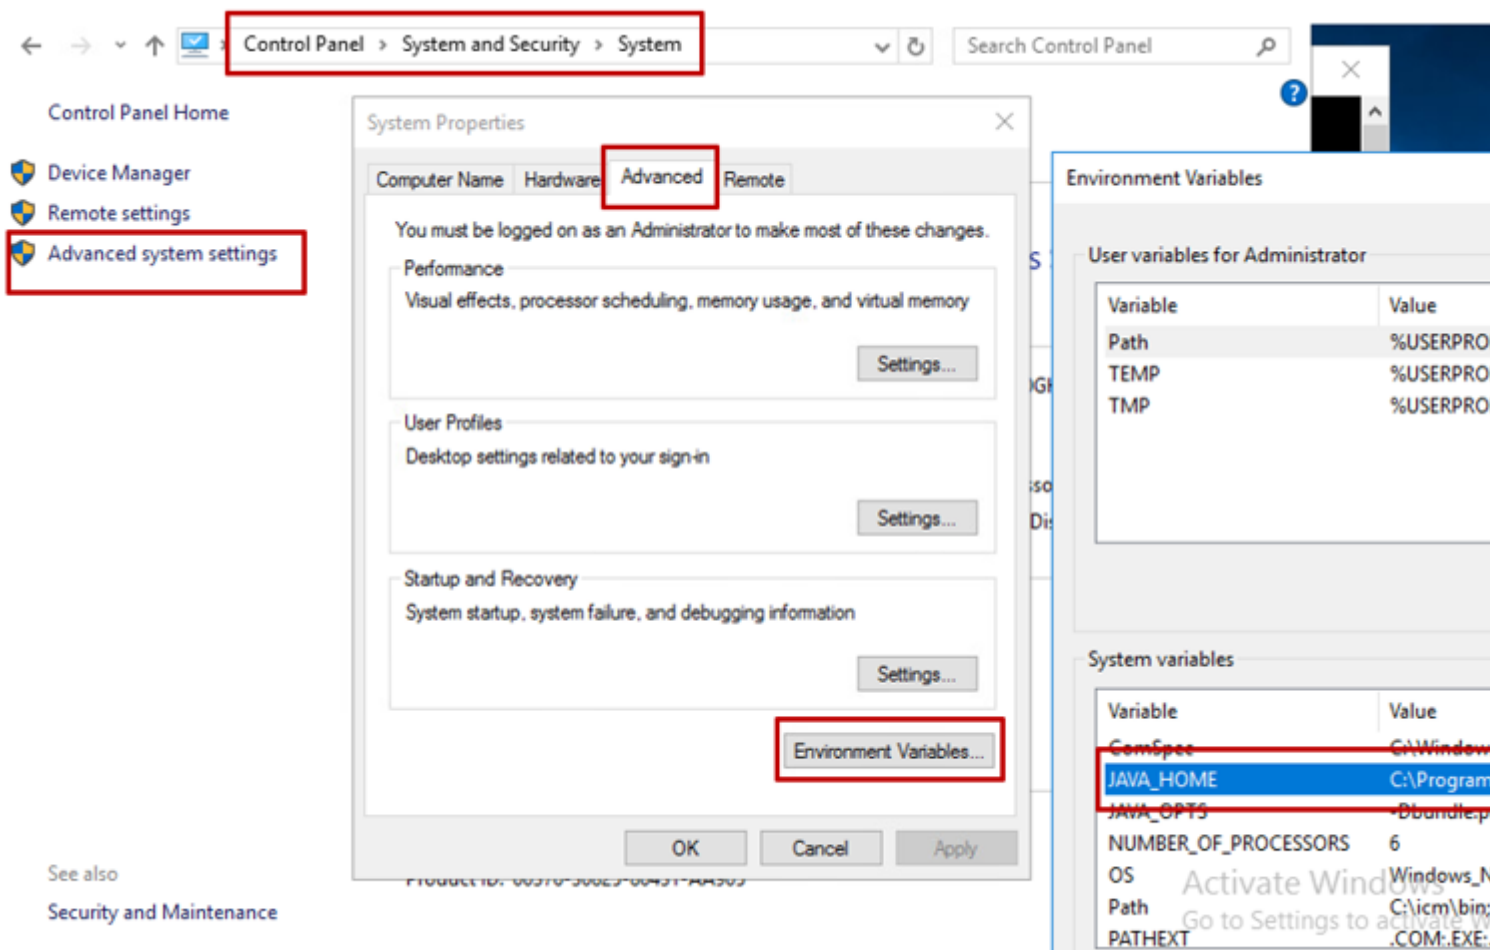 Control Panel > System and Security > System
Search Control Panel
Control Panel Home
Device Manager
Remote settings
Advanced system settings
See also
Security and Maintenance
System Properties
Computer Name
Hardware
Advanced
Remote
You must be logged on as an Administrator to make most of these changes.
Performance
Visual effects, processor scheduling, memory usage, and virtual memory
Settings...
User Profiles
Desktop settings related to your sign-in
Settings...
Startup and Recovery
System startup, system failure, and debugging information
Settings...
Environment Variables...
OK
Cancel
Apply
Environment Variables
User variables for Administrator
Variable Value
Path %USERPRO
TEMP %USERPRO
TMP %USERPRO
System variables
Variable Value
ComSpec C:\Window
JAVA_HOME C:\Program
JAVA_OPTS -Dbundle.p
NUMBER_OF_PROCESSORS 6
OS Windows_N
Path C:\icm\bin;
PATHEXT .COM;.EXE;
Activate Windows
Go to Settings to activate W